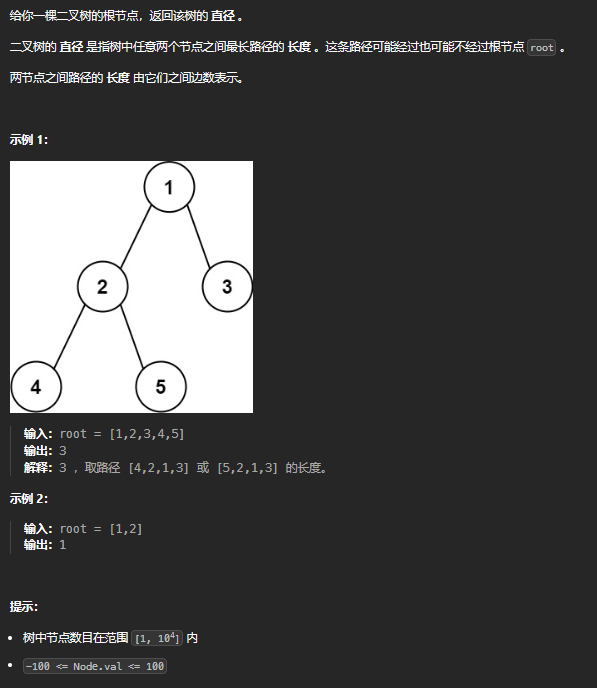 给你一棵二叉树的根节点，返回该树的 直径 。
二叉树的 直径 是指树中任意两个节点之间最长路径的 长度 。这条路径可能经过也可能不经过根节点 root 。
两节点之间路径的 长度 由它们之间边数表示。
示例 1：
1
2
3
4
5
输入：root = [1,2,3,4,5]
输出：3
解释：3 ，取路径 [4,2,1,3] 或 [5,2,1,3] 的长度。
示例 2：
输入：root = [1,2]
输出：1
提示：
树中节点数目在范围 [1, 10⁴] 内
-100 <= Node.val <= 100